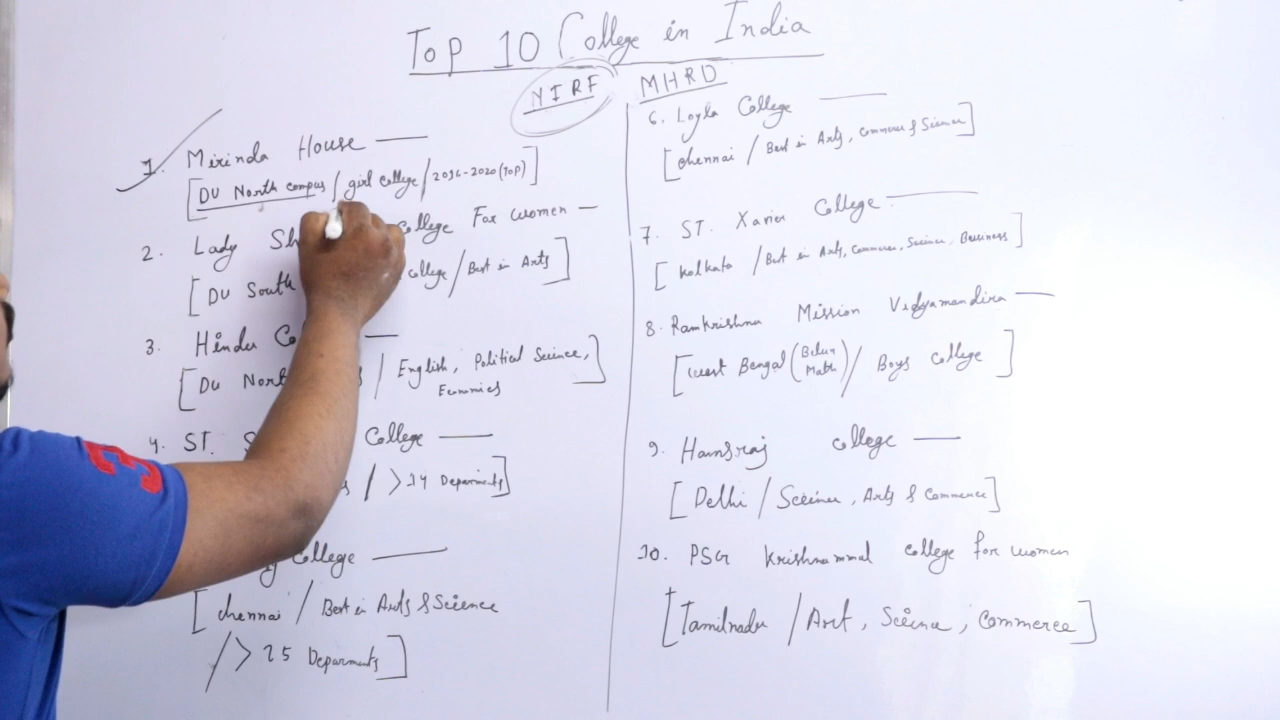 Top 10 College in India
NIRF MHRD
1. Mirinda House —
[DU North campus / girl college / 2016-2020 (Top)]
2. Lady Sh College For women —
[DU South college / Best in Arts]
3. Hindu Co —
[Du Nort / English, Political Science,
Economics]
4. ST. S College —
/ >14 Deparments]
College —
[chennai / Best in Arts & Science
/ > 25 Deparments]
6. Loyla College —
[chennai / Best in Arts, Commerce & Science]
7. ST. Xavier College —
[Kolkata / Best in Arts, Commerce, Science, Bussiness]
8. Ramkrishna Mission Vidyamandira —
[west Bengal (Belur
Math) / Boys College]
9. Hansraj college —
[Delhi / Science, Arts & Commerce]
10. PSG Krishnammal college for women
[Tamilnadu / Art, Science, Commerce]
3